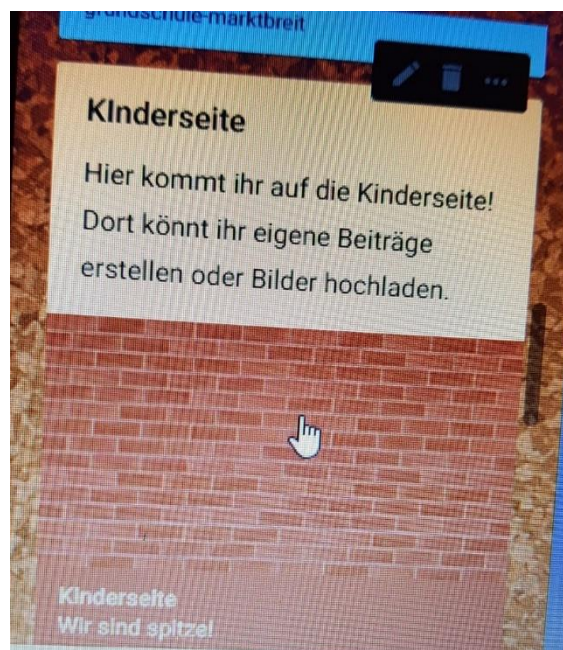 grundschule-marktbreit
KInderseite
Hier kommt ihr auf die Kinderseite!
Dort könnt ihr eigene Beiträge
erstellen oder Bilder hochladen.
KInderseite
Wir sind spitze!